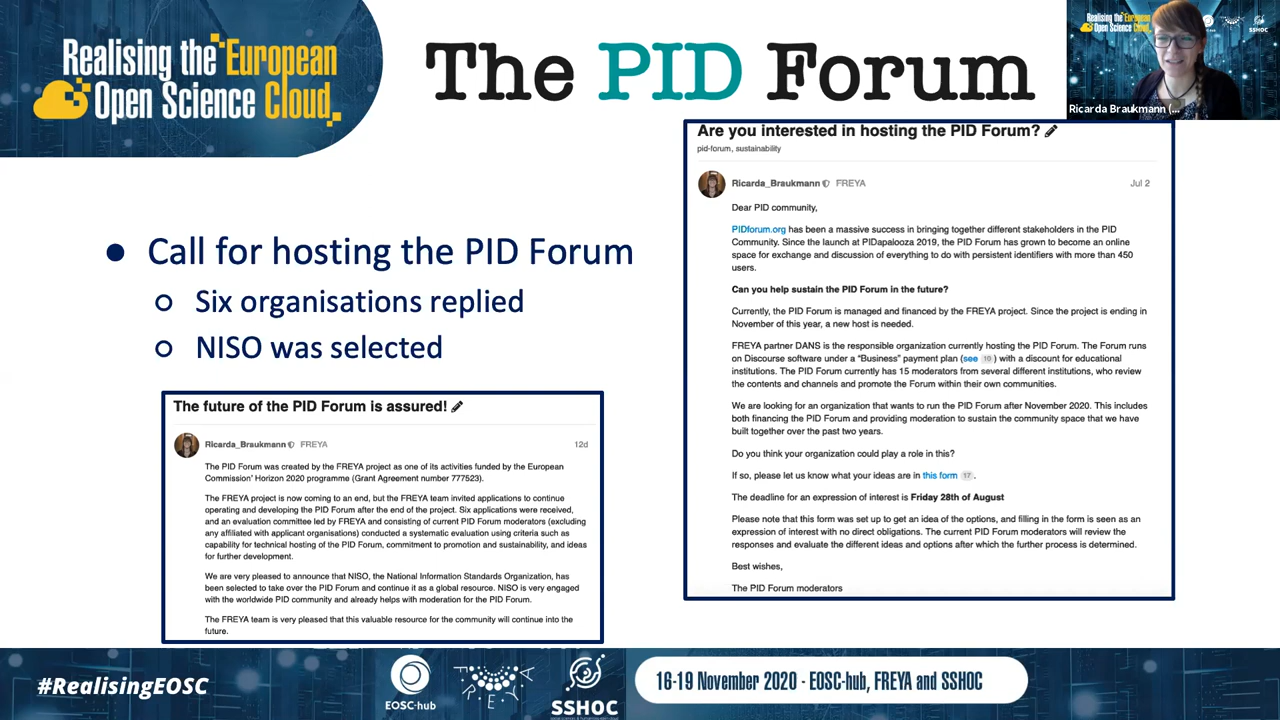 Realising the European
Open Science Cloud
The PID Forum
Realising the European
Open Science Cloud
SSHOC
Ricarda Braukmann (...
Call for hosting the PID Forum
Six organisations replied
NISO was selected
The future of the PID Forum is assured!
Ricarda_Braukmann FREYA 12d
The PID Forum was created by the FREYA project as one of its activities funded by the European
Commission' Horizon 2020 programme (Grant Agreement number 777523).
The FREYA project is now coming to an end, but the FREYA team invited applications to continue
operating and developing the PID Forum after the end of the project. Six applications were received,
and an evaluation committee led by FREYA and consisting of current PID Forum moderators (excluding
any affiliated with applicant organisations) conducted a systematic evaluation using criteria such as
capability for technical hosting of the PID Forum, commitment to promotion and sustainability, and ideas
for further development.
We are very pleased to announce that NISO, the National Information Standards Organization, has
been selected to take over the PID Forum and continue it as a global resource. NISO is very engaged
with the worldwide PID community and already helps with moderation for the PID Forum.
The FREYA team is very pleased that this valuable resource for the community will continue into the
future.
Are you interested in hosting the PID Forum?
pid-forum, sustainability
Ricarda_Braukmann FREYA Jul 2
Dear PID community,
PIDforum.org has been a massive success in bringing together different stakeholders in the PID
Community. Since the launch at PIDapalooza 2019, the PID Forum has grown to become an online
space for exchange and discussion of everything to do with persistent identifiers with more than 450
users.
Can you help sustain the PID Forum in the future?
Currently, the PID Forum is managed and financed by the FREYA project. Since the project is ending in
November of this year, a new host is needed.
FREYA partner DANS is the responsible organization currently hosting the PID Forum. The Forum runs
on Discourse software under a “Business” payment plan (see 10 ) with a discount for educational
institutions. The PID Forum currently has 15 moderators from several different institutions, who review
the contents and channels and promote the Forum within their own communities.
We are looking for an organization that wants to run the PID Forum after November 2020. This includes
both financing the PID Forum and providing moderation to sustain the community space that we have
built together over the past two years.
Do you think your organization could play a role in this?
If so, please let us know what your ideas are in this form 17 .
The deadline for an expression of interest is Friday 28th of August
Please note that this form was set up to get an idea of the options, and filling in the form is seen as an
expression of interest with no direct obligations. The current PID Forum moderators will review the
responses and evaluate the different ideas and options after which the further process is determined.
Best wishes,
The PID Forum moderators
#RealisingEOSC
EOSC-hub
FREYA
SSHOC
16-19 November 2020 - EOSC-hub, FREYA and SSHOC